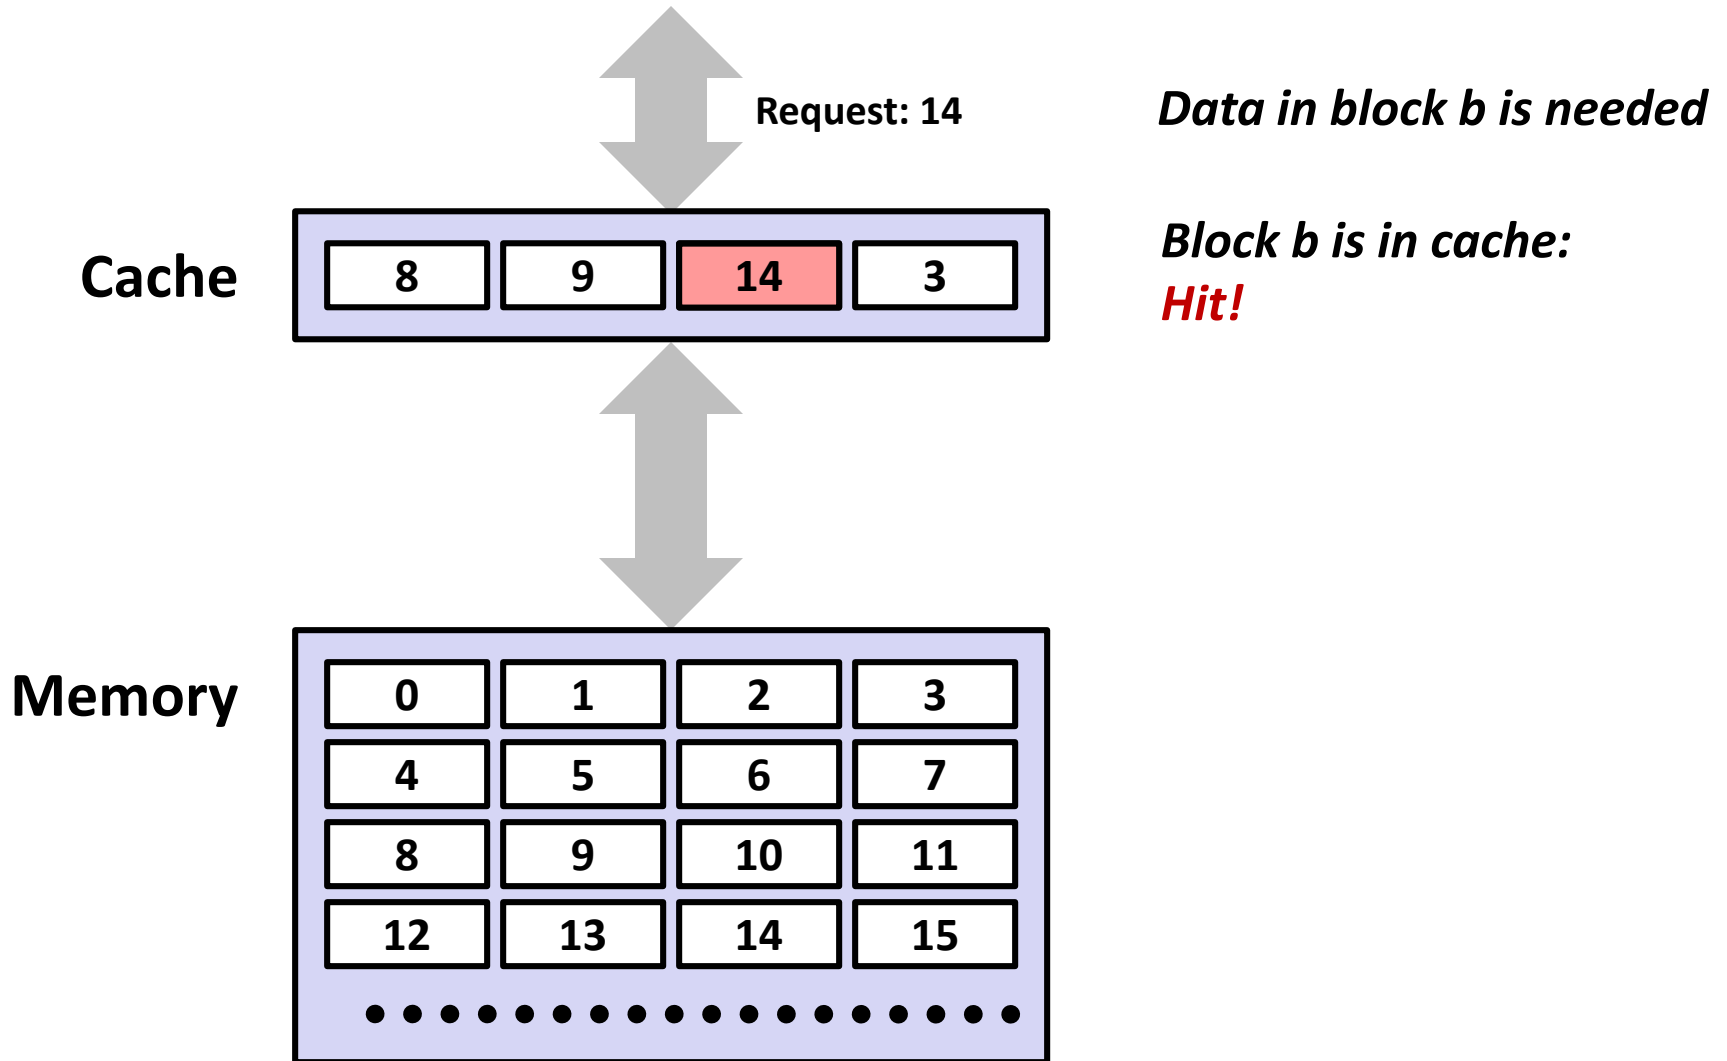 Request: 14
Data in block b is needed
Cache
8 9 14 3
Block b is in cache:
Hit!
Memory
0 1 2 3
4 5 6 7
8 9 10 11
12 13 14 15